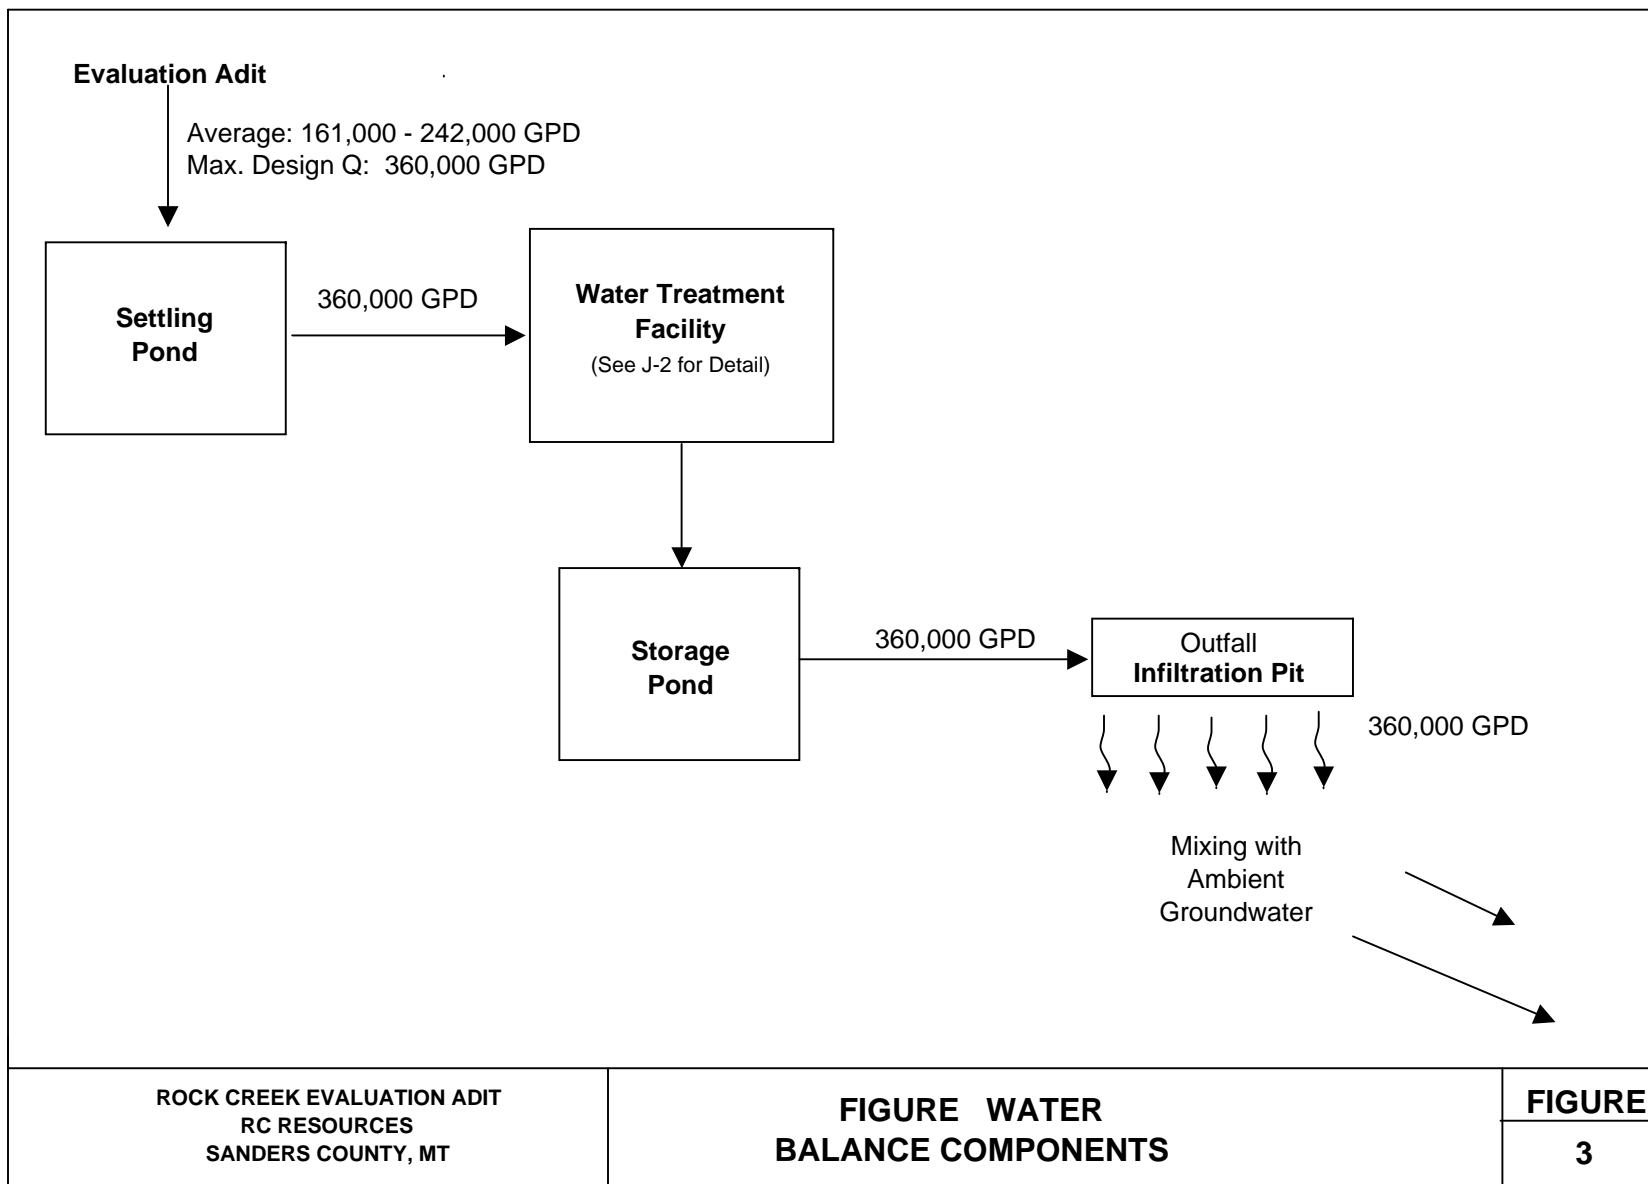 Evaluation Adit
Average: 161,000 - 242,000 GPD
Max. Design Q:  360,000 GPD
Settling
Pond
360,000 GPD
Water Treatment
Facility
(See J-2 for Detail)
Storage
Pond
360,000 GPD
Outfall
Infiltration Pit
360,000 GPD
Mixing with
Ambient
Groundwater
ROCK CREEK EVALUATION ADIT
RC RESOURCES
SANDERS COUNTY, MT
FIGURE   WATER
BALANCE COMPONENTS
FIGURE
3